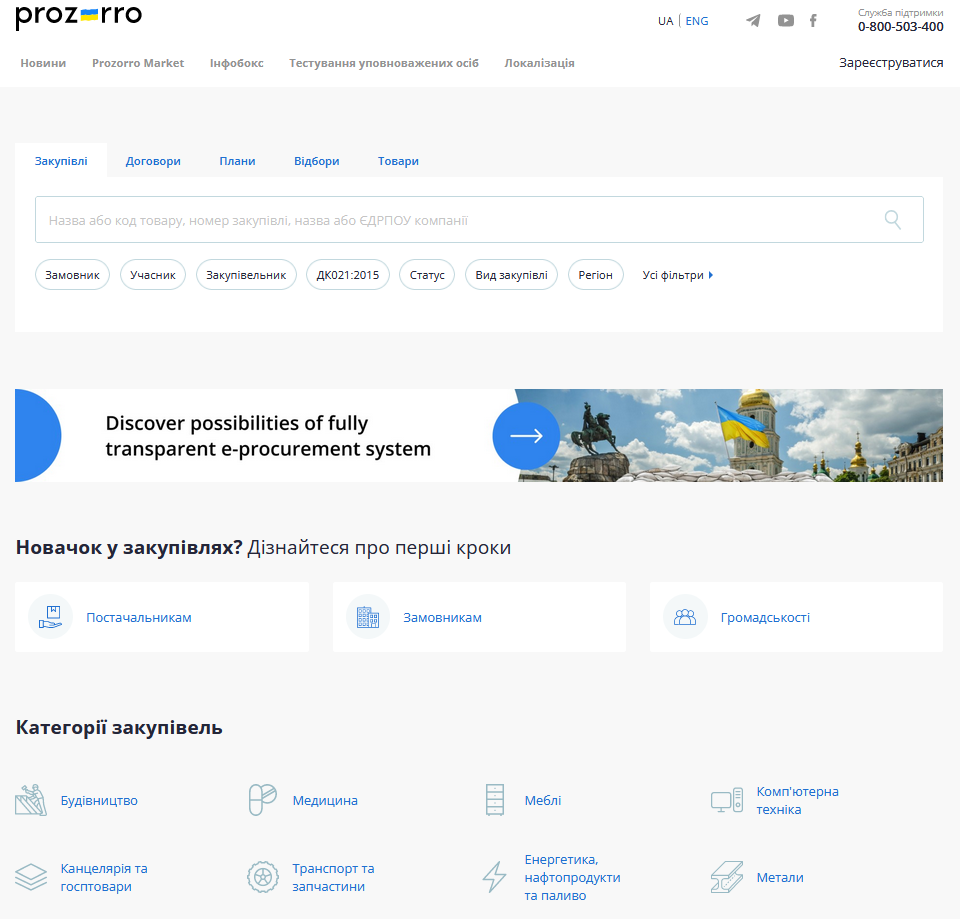 prozorro
UA | ENG
Служба підтримки
0-800-503-400
Новини
Prozorro Market
Інфобокс
Тестування уповноважених осіб
Локалізація
Зареєструватися
Закупівлі
Договори
Плани
Відбори
Товари
Назва або код товару, номер закупівлі, назва або ЄДРПОУ компанії
Замовник
Учасник
Закупівельник
ДК021:2015
Статус
Вид закупівлі
Регіон
Усі фільтри
Discover possibilities of fully
transparent e-procurement system
Новачок у закупівлях? Дізнайтеся про перші кроки
Постачальникам
Замовникам
Громадськості
Категорії закупівель
Будівництво
Медицина
Меблі
Комп'ютерна
техніка
Канцелярія та
госптовари
Транспорт та
запчастини
Енергетика,
нафтопродукти
та паливо
Метали